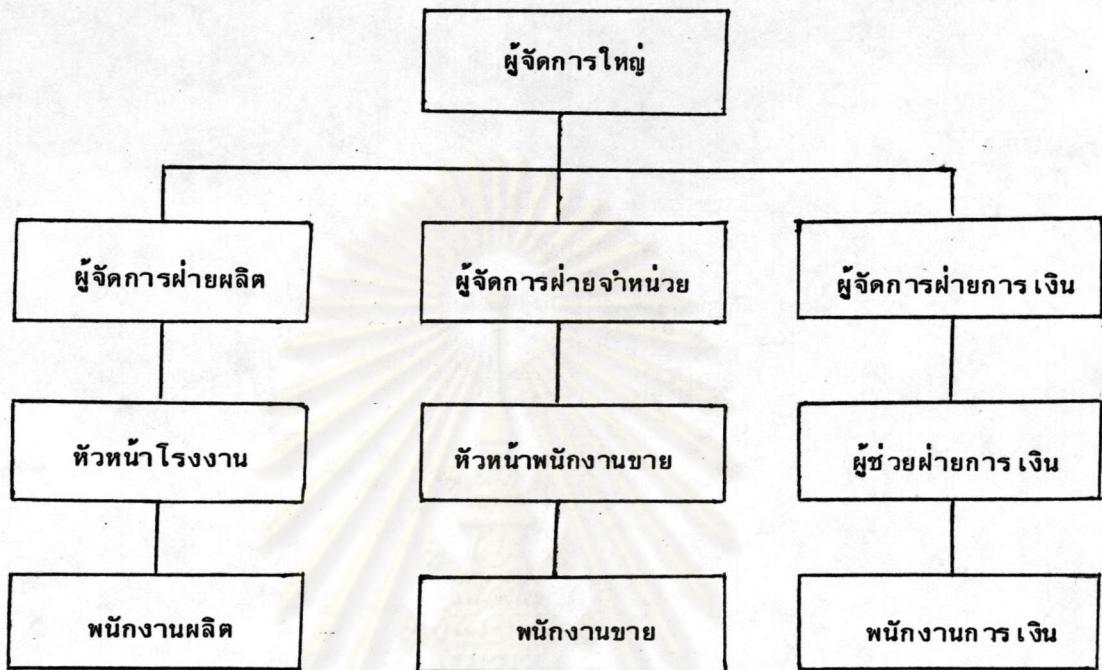 ผู้จัดการใหญ่
ผู้จัดการฝ่ายผลิต
ผู้จัดการฝ่ายจำหน่วย
ผู้จัดการฝ่ายการเงิน
หัวหน้าโรงงาน
หัวหน้าพนักงานขาย
ผู้ช่วยฝ่ายการเงิน
พนักงานผลิต
พนักงานขาย
พนักงานการเงิน